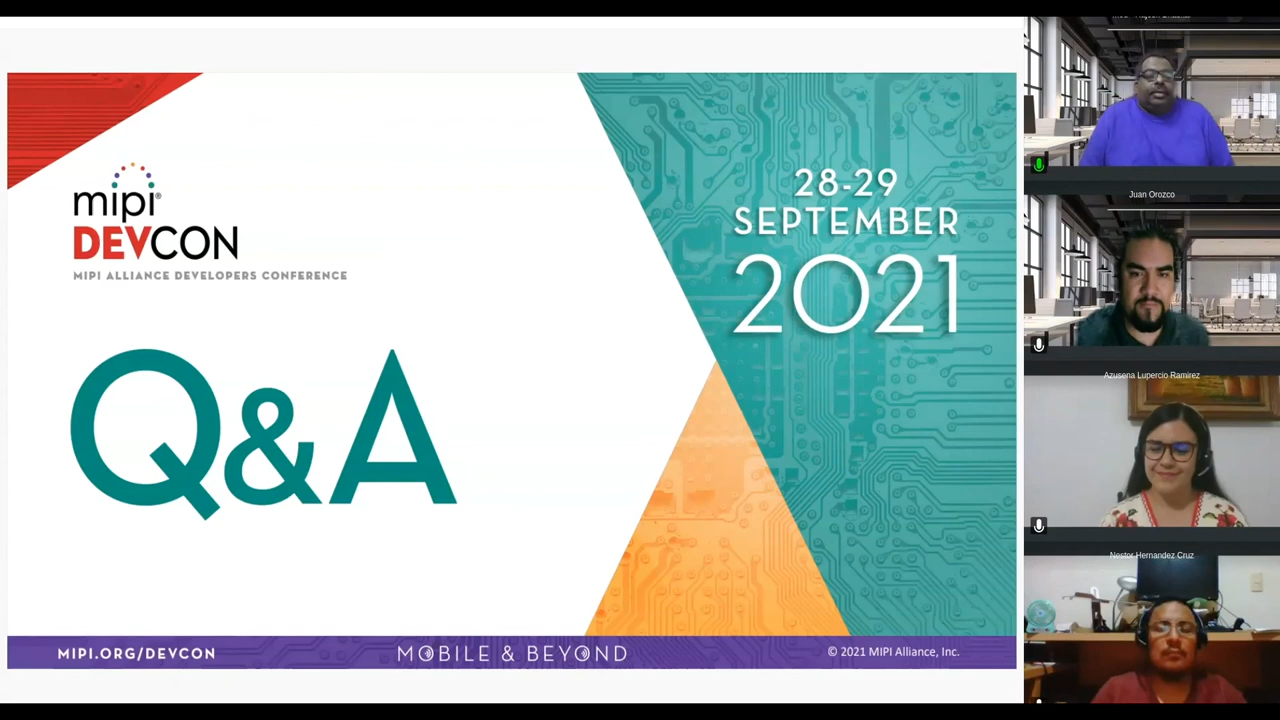 mipi®
DEVCON
MIPI ALLIANCE DEVELOPERS CONFERENCE
Q&A
28-29
SEPTEMBER
2021
MIPI.ORG/DEVCON
MOBILE & BEYOND
© 2021 MIPI Alliance, Inc.
Juan Orozco
Azusena Lupercio Ramirez
Nestor Hernandez Cruz